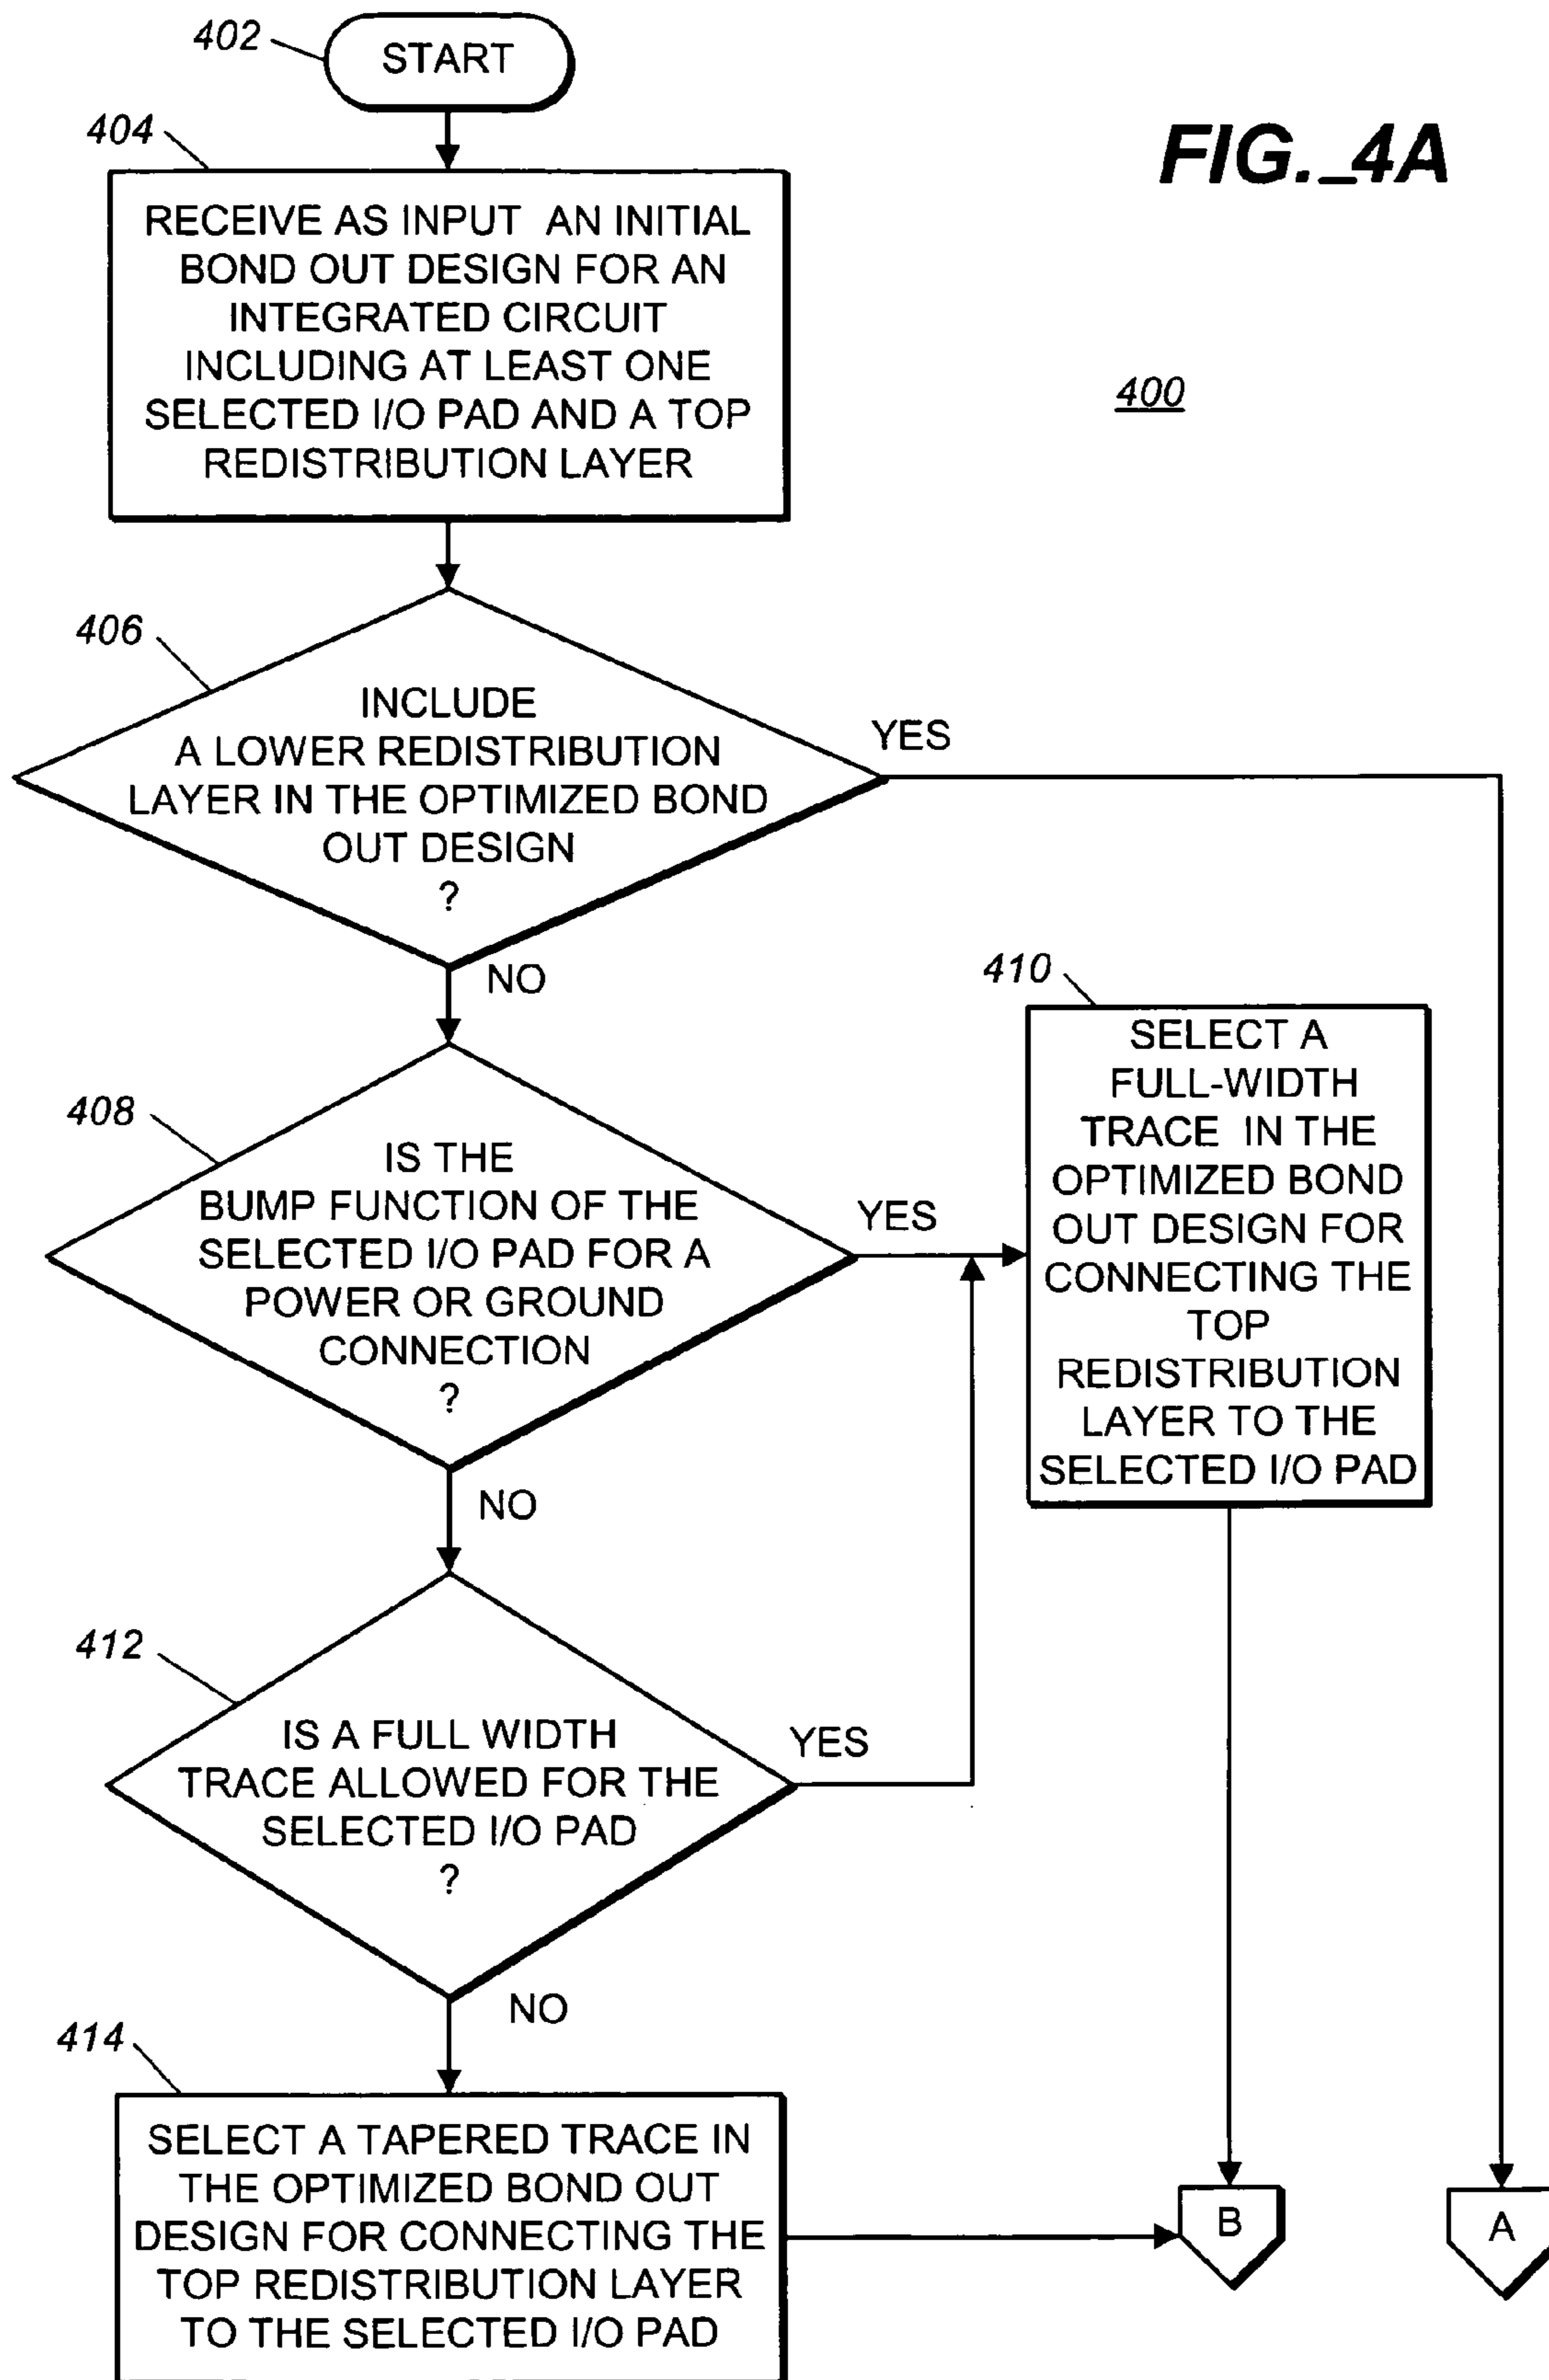 402
START
FIG._4A
404
RECEIVE AS INPUT AN INITIAL
BOND OUT DESIGN FOR AN
INTEGRATED CIRCUIT
INCLUDING AT LEAST ONE
SELECTED I/O PAD AND A TOP
REDISTRIBUTION LAYER
400
406
INCLUDE
A LOWER REDISTRIBUTION
LAYER IN THE OPTIMIZED BOND
OUT DESIGN
?
YES
NO
408
IS THE
BUMP FUNCTION OF THE
SELECTED I/O PAD FOR A
POWER OR GROUND
CONNECTION
?
YES
NO
410
SELECT A
FULL-WIDTH
TRACE IN THE
OPTIMIZED BOND
OUT DESIGN FOR
CONNECTING THE
TOP
REDISTRIBUTION
LAYER TO THE
SELECTED I/O PAD
412
IS A FULL WIDTH
TRACE ALLOWED FOR THE
SELECTED I/O PAD
?
YES
NO
414
SELECT A TAPERED TRACE IN
THE OPTIMIZED BOND OUT
DESIGN FOR CONNECTING THE
TOP REDISTRIBUTION LAYER
TO THE SELECTED I/O PAD
B
A